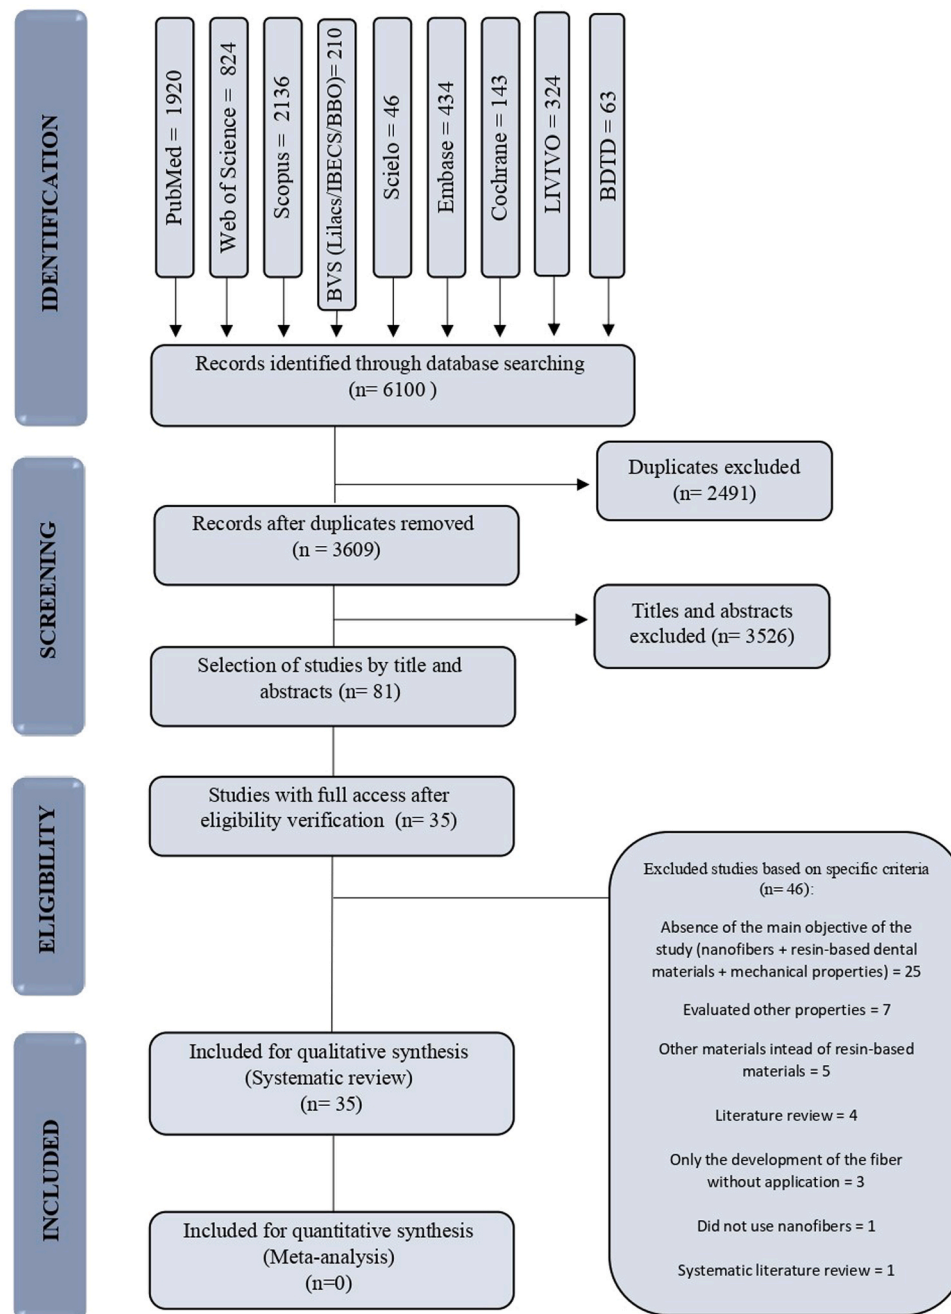 IDENTIFICATION
PubMed = 1920
Web of Science = 824
Scopus = 2136
BVS (Lilacs/IBECS/BBO)= 210
Scielo = 46
Embase = 434
Cochrane = 143
LIVIVO = 324
BDTD = 63
Records identified through database searching
(n= 6100 )
SCREENING
Duplicates excluded
(n= 2491)
Records after duplicates removed
(n = 3609)
Titles and abstracts
excluded (n= 3526)
Selection of studies by title and
abstracts (n= 81)
ELIGIBILITY
Studies with full access after
eligibility verification (n= 35)
Excluded studies based on specific criteria
(n= 46):
Absence of the main objective of the
study (nanofibers + resin-based dental
materials + mechanical properties) = 25
Evaluated other properties = 7
Other materials intead of resin-based
materials = 5
Literature review = 4
Only the development of the fiber
without application = 3
Did not use nanofibers = 1
Systematic literature review = 1
INCLUDED
Included for qualitative synthesis
(Systematic review)
(n= 35)
Included for quantitative synthesis
(Meta-analysis)
(n=0)